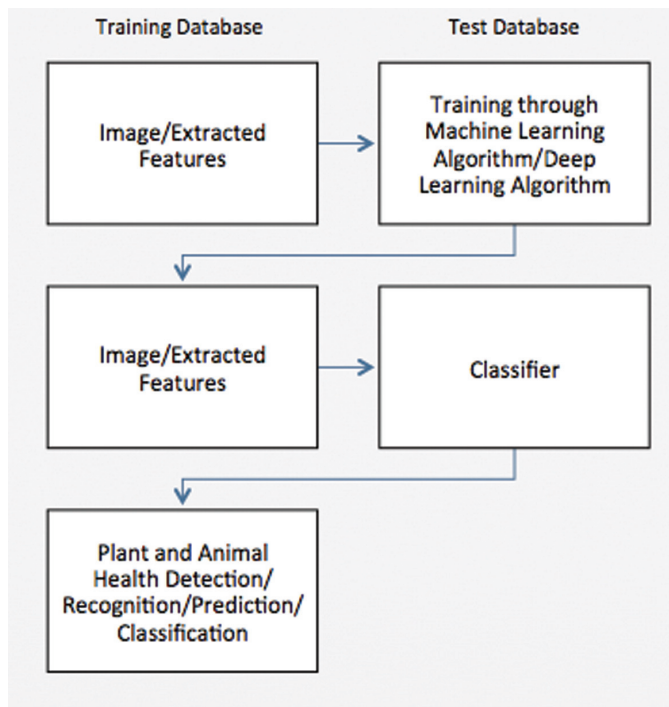 Training Database
Test Database
Image/Extracted
Features
Training through
Machine Learning
Algorithm/Deep
Learning Algorithm
Image/Extracted
Features
Classifier
Plant and Animal
Health Detection/
Recognition/Prediction/
Classification